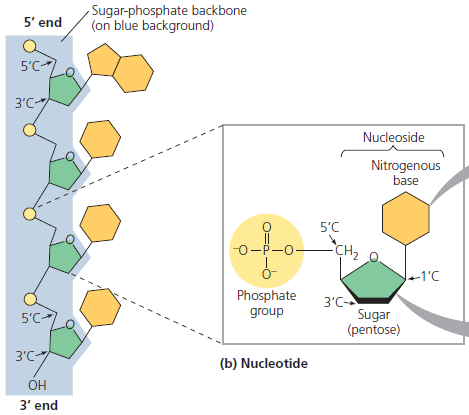 Sugar-phosphate backbone
(on blue background)
5' end
5'C
O
3'C
O
O
O
5'C
3'C
OH
3' end
Nucleoside
Nitrogenous
base
O
⁻O–P–O
O⁻
5'C
CH₂
O
1'C
3'C
Phosphate
group
Sugar
(pentose)
(b) Nucleotide